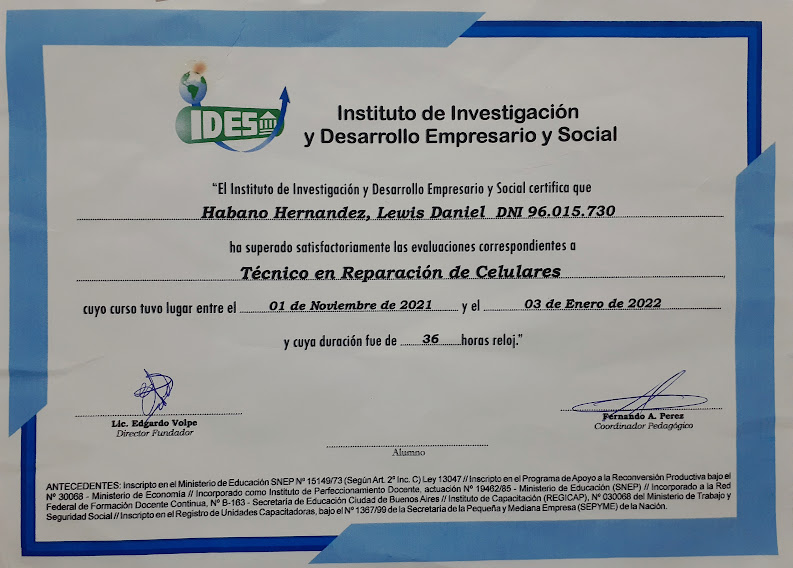 IDES
Instituto de Investigación
y Desarrollo Empresario y Social
“El Instituto de Investigación y Desarrollo Empresario y Social certifica que
Habano Hernandez, Lewis Daniel DNI 96.015.730
ha superado satisfactoriamente las evaluaciones correspondientes a
Técnico en Reparación de Celulares
cuyo curso tuvo lugar entre el 01 de Noviembre de 2021 y el 03 de Enero de 2022
y cuya duración fue de 36 horas reloj.”
Lic. Edgardo Volpe
Director Fundador
Fernando A. Perez
Coordinador Pedagógico
Alumno
ANTECEDENTES: Inscripto en el Ministerio de Educación SNEP Nº 15149/73 (Según Art. 2º Inc. C) Ley 13047 // Inscripto en el Programa de Apoyo a la Reconversión Productiva bajo el
Nº 30068 - Ministerio de Economía // Incorporado como Instituto de Perfeccionamiento Docente, actuación Nº 19462/85 - Ministerio de Educación (SNEP) // Incorporado a la Red
Federal de Formación Docente Continua, Nº B-163 - Secretaría de Educación Ciudad de Buenos Aires // Instituto de Capacitación (REGICAP), Nº 030068 del Ministerio de Trabajo y
Seguridad Social // Inscripto en el Registro de Unidades Capacitadoras, bajo el Nº 1367/99 de la Secretaría de la Pequeña y Mediana Empresa (SEPYME) de la Nación.